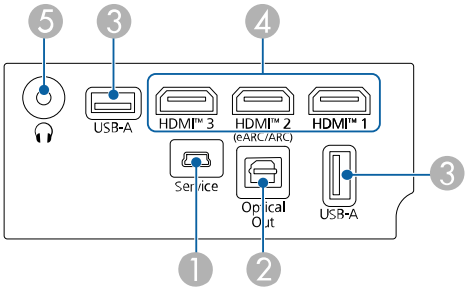 5
3
4
USB-A
HDMI™ 3
HDMI™ 2
(eARC/ARC)
HDMI™ 1
Service
Optical
Out
USB-A
3
1
2